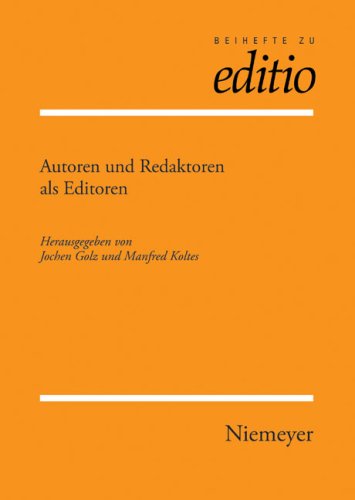 BEIHEFTE ZU
editio
Autoren und Redaktoren
als Editoren
Herausgegeben von
Jochen Golz und Manfred Koltes
Niemeyer